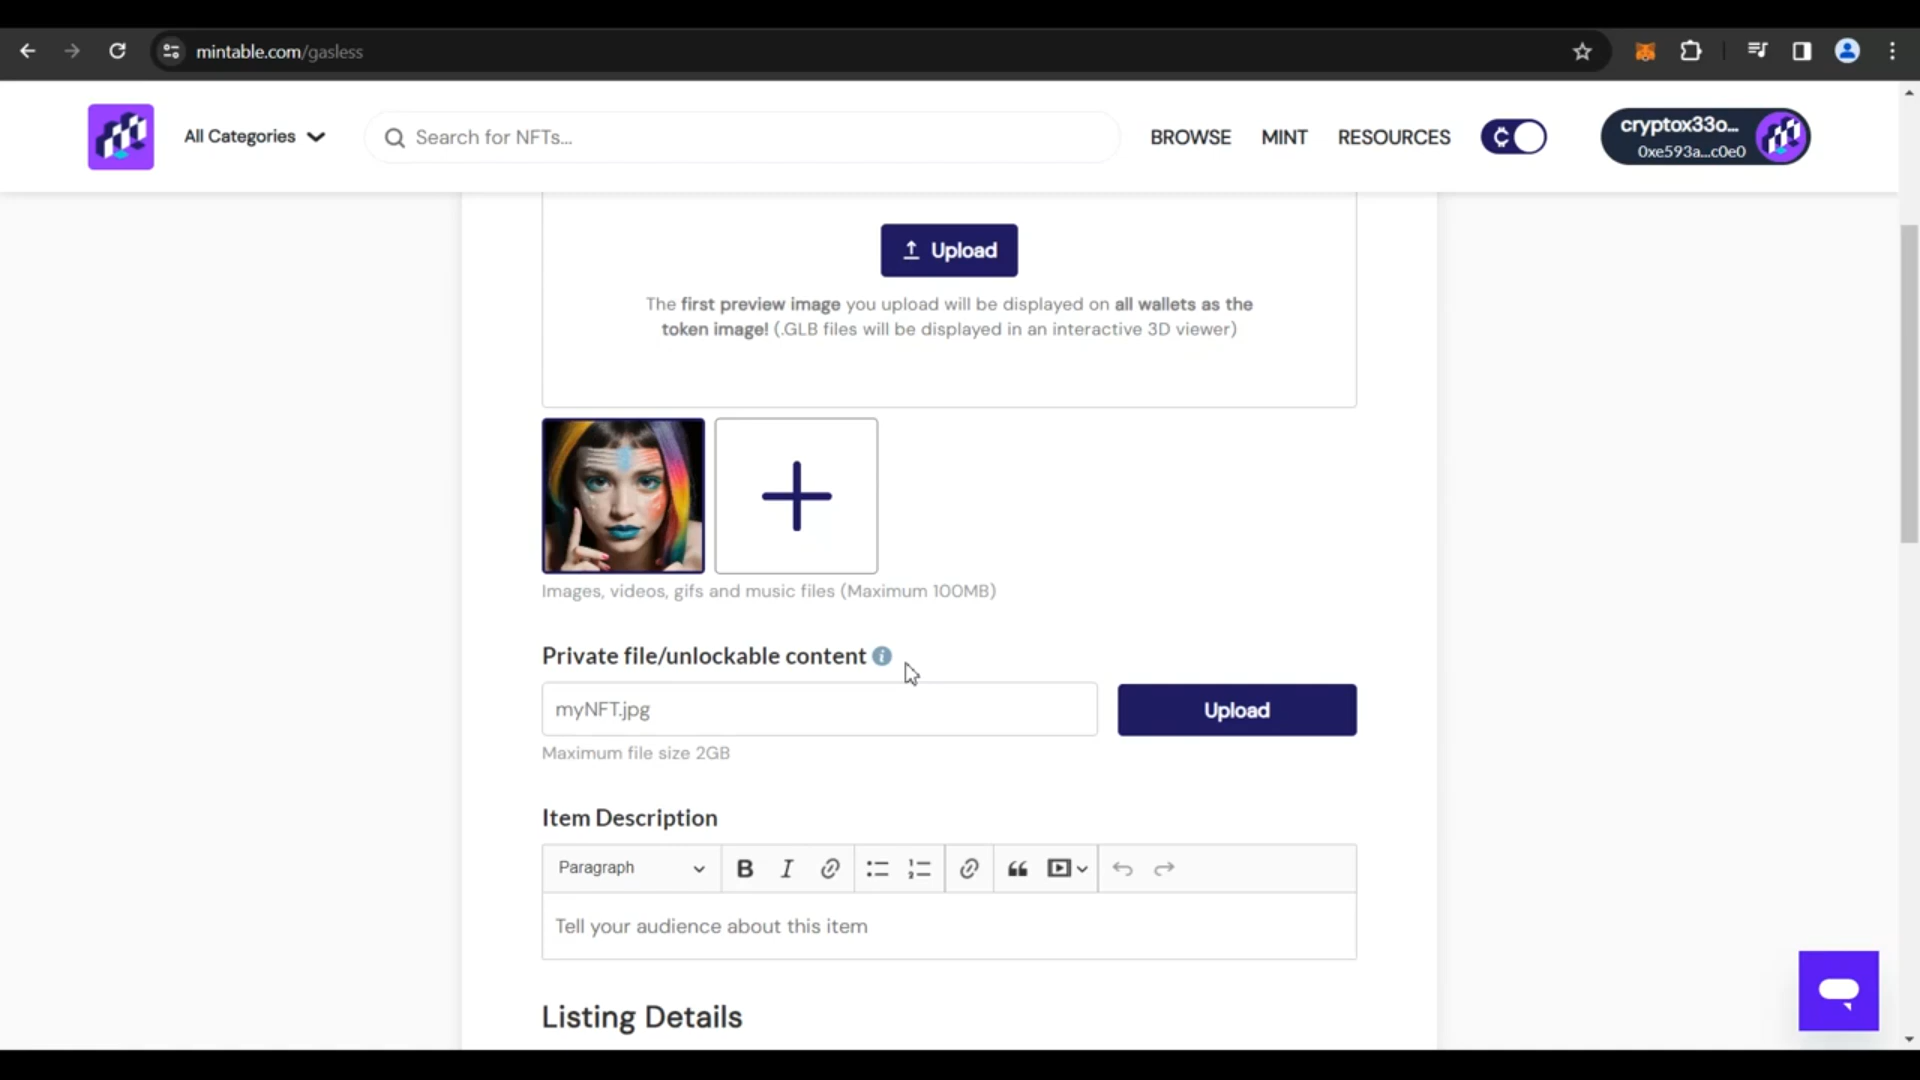 mintable.com/gasless
All Categories
Search for NFTs...
BROWSE
MINT
RESOURCES
cryptox33o...
0xe593a...c0e0
Upload
The first preview image you upload will be displayed on all wallets as the
token image! (.GLB files will be displayed in an interactive 3D viewer)
Images, videos, gifs and music files (Maximum 100MB)
Private file/unlockable content
myNFT.jpg
Upload
Maximum file size 2GB
Item Description
Paragraph
Tell your audience about this item
Listing Details